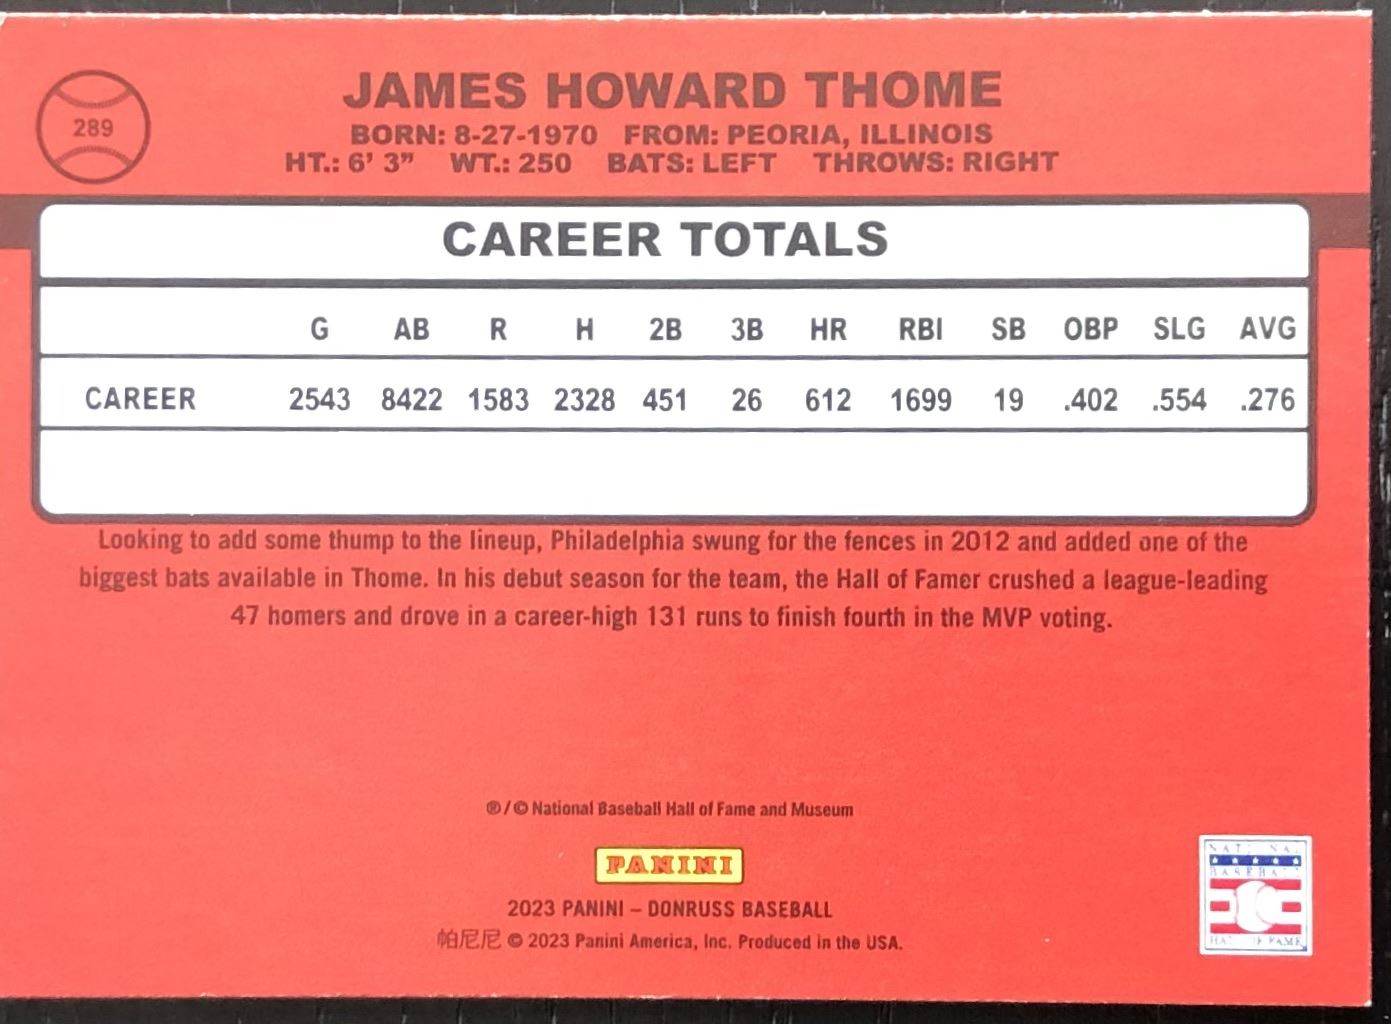 289
JAMES HOWARD THOME
BORN: 8-27-1970 FROM: PEORIA, ILLINOIS
HT.: 6' 3" WT.: 250 BATS: LEFT THROWS: RIGHT
CAREER TOTALS
G AB R H 2B 3B HR RBI SB OBP SLG AVG
CAREER 2543 8422 1583 2328 451 26 612 1699 19 .402 .554 .276
Looking to add some thump to the lineup, Philadelphia swung for the fences in 2012 and added one of the
biggest bats available in Thome. In his debut season for the team, the Hall of Famer crushed a league-leading
47 homers and drove in a career-high 131 runs to finish fourth in the MVP voting.
®/© National Baseball Hall of Fame and Museum
PANINI
2023 PANINI – DONRUSS BASEBALL
帕尼尼 © 2023 Panini America, Inc. Produced in the USA.
NATIONAL
BASEBALL
HALL OF FAME